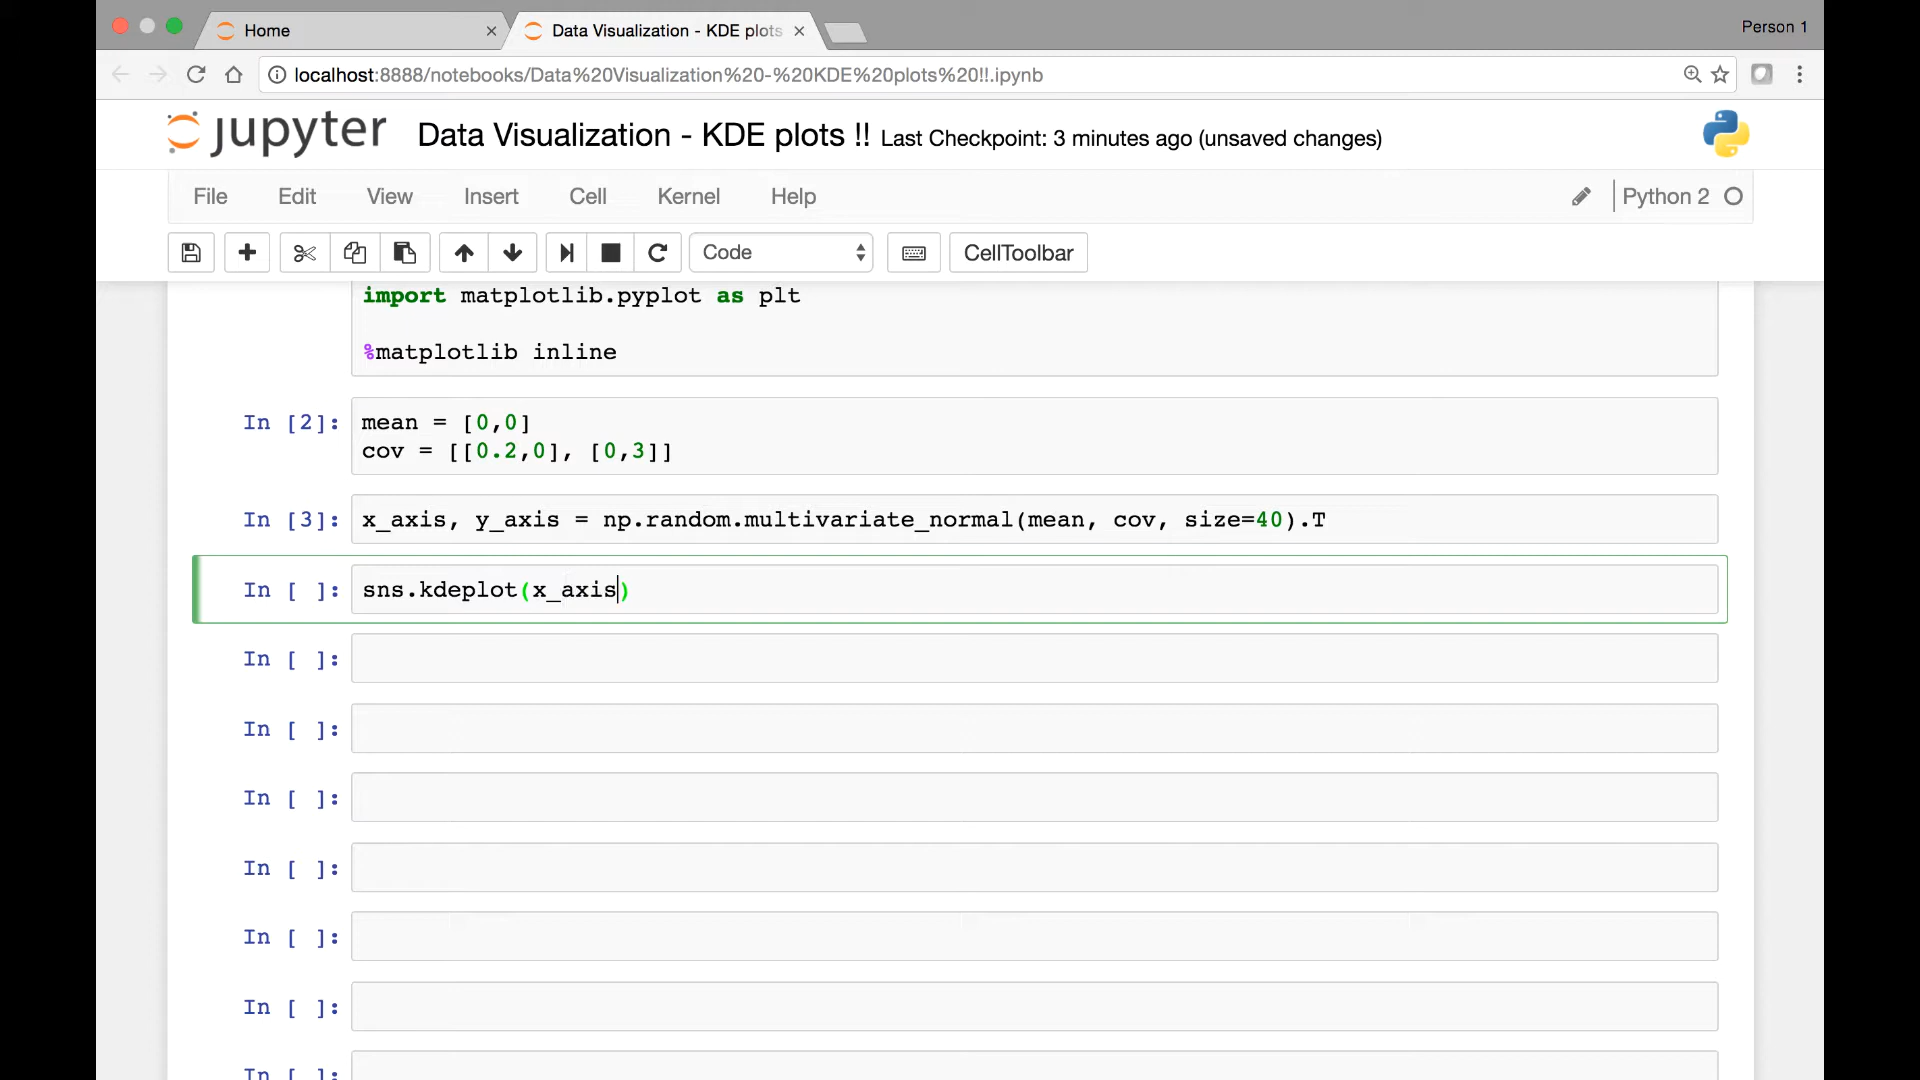 Home
Data Visualization - KDE plots
Person 1
localhost:8888/notebooks/Data%20Visualization%20-%20KDE%20plots%20!!.ipynb
jupyter Data Visualization - KDE plots !! Last Checkpoint: 3 minutes ago (unsaved changes)
File Edit View Insert Cell Kernel Help Python 2
Code CellToolbar
import matplotlib.pyplot as plt
%matplotlib inline
In [2]: mean = [0,0]
cov = [[0.2,0], [0,3]]
In [3]: x_axis, y_axis = np.random.multivariate_normal(mean, cov, size=40).T
In [ ]: sns.kdeplot(x_axis)
In [ ]:
In [ ]:
In [ ]:
In [ ]:
In [ ]:
In [ ]:
In [ ]: